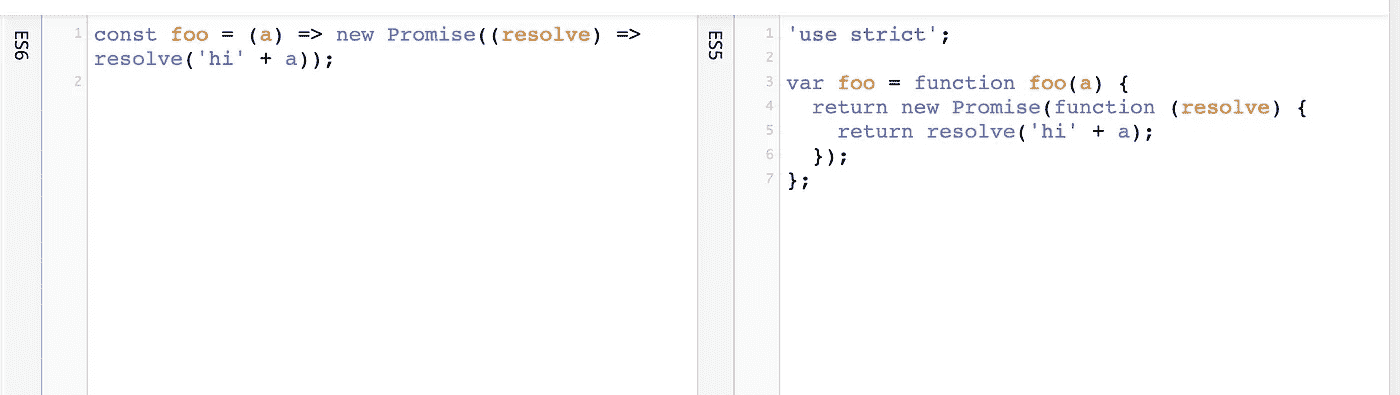 ES6
1 const foo = (a) => new Promise((resolve) =>
resolve('hi' + a));
2
ES5
1 'use strict';
2
3 var foo = function foo(a) {
4   return new Promise(function (resolve) {
5     return resolve('hi' + a);
6   });
7 };